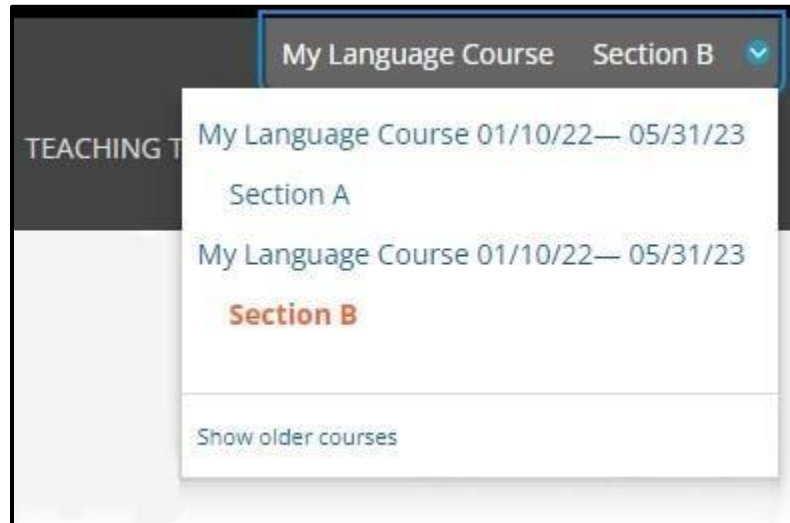 My Language Course Section B
TEACHING T
My Language Course 01/10/22— 05/31/23
Section A
My Language Course 01/10/22— 05/31/23
Section B
Show older courses